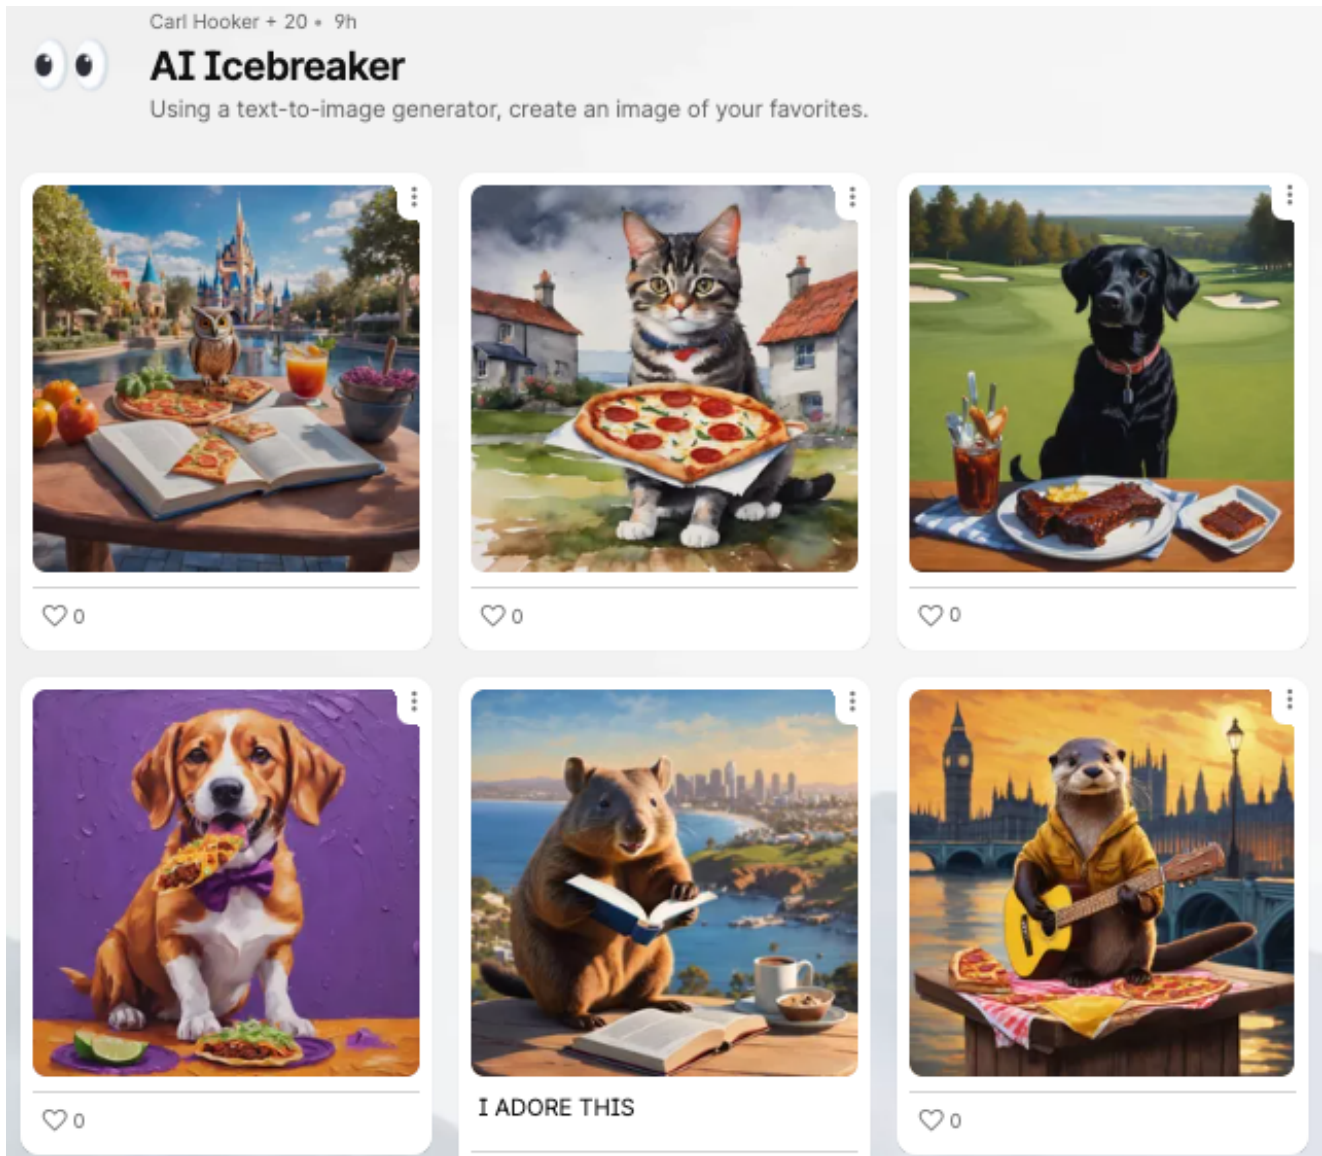 Carl Hooker + 20 • 9h
AI Icebreaker
Using a text-to-image generator, create an image of your favorites.
0
0
0
0
I ADORE THIS
0